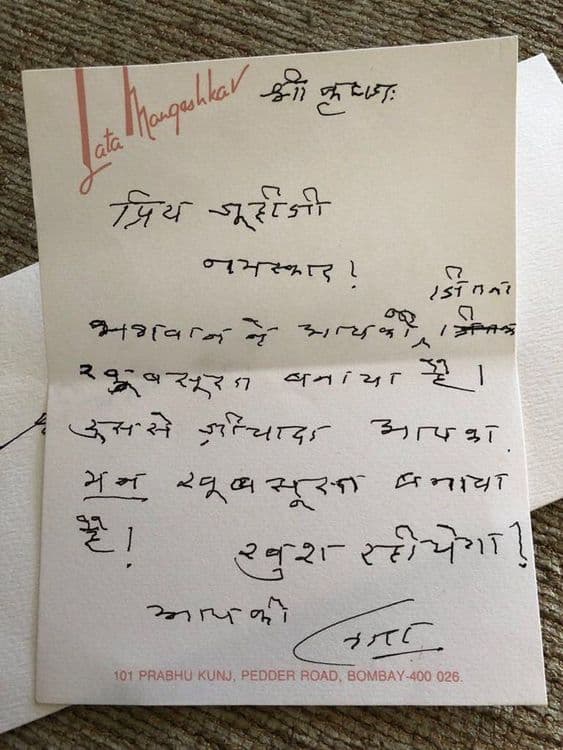 Lata Mangeshkar
श्री कृष्णः
प्रिय जूहीजी
नमस्कार!
जितना
भगवान ने आपको
खूबसूरत बनाया है।
उससे ज़ीयादा आपका
मन खूबसूरत बनाया
है! खुश रहीयेगा!
आपकी
लता
101 PRABHU KUNJ, PEDDER ROAD, BOMBAY-400 026.